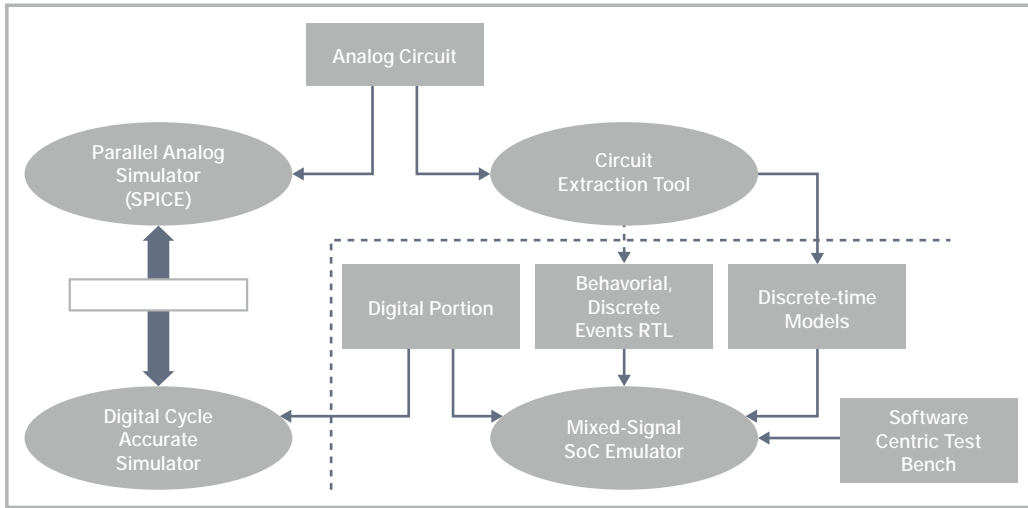 Analog Circuit
Parallel Analog
Simulator
(SPICE)
Circuit
Extraction Tool
Digital Portion
Behavorial,
Discrete
Events RTL
Discrete-time
Models
Digital Cycle
Accurate
Simulator
Mixed-Signal
SoC Emulator
Software
Centric Test
Bench